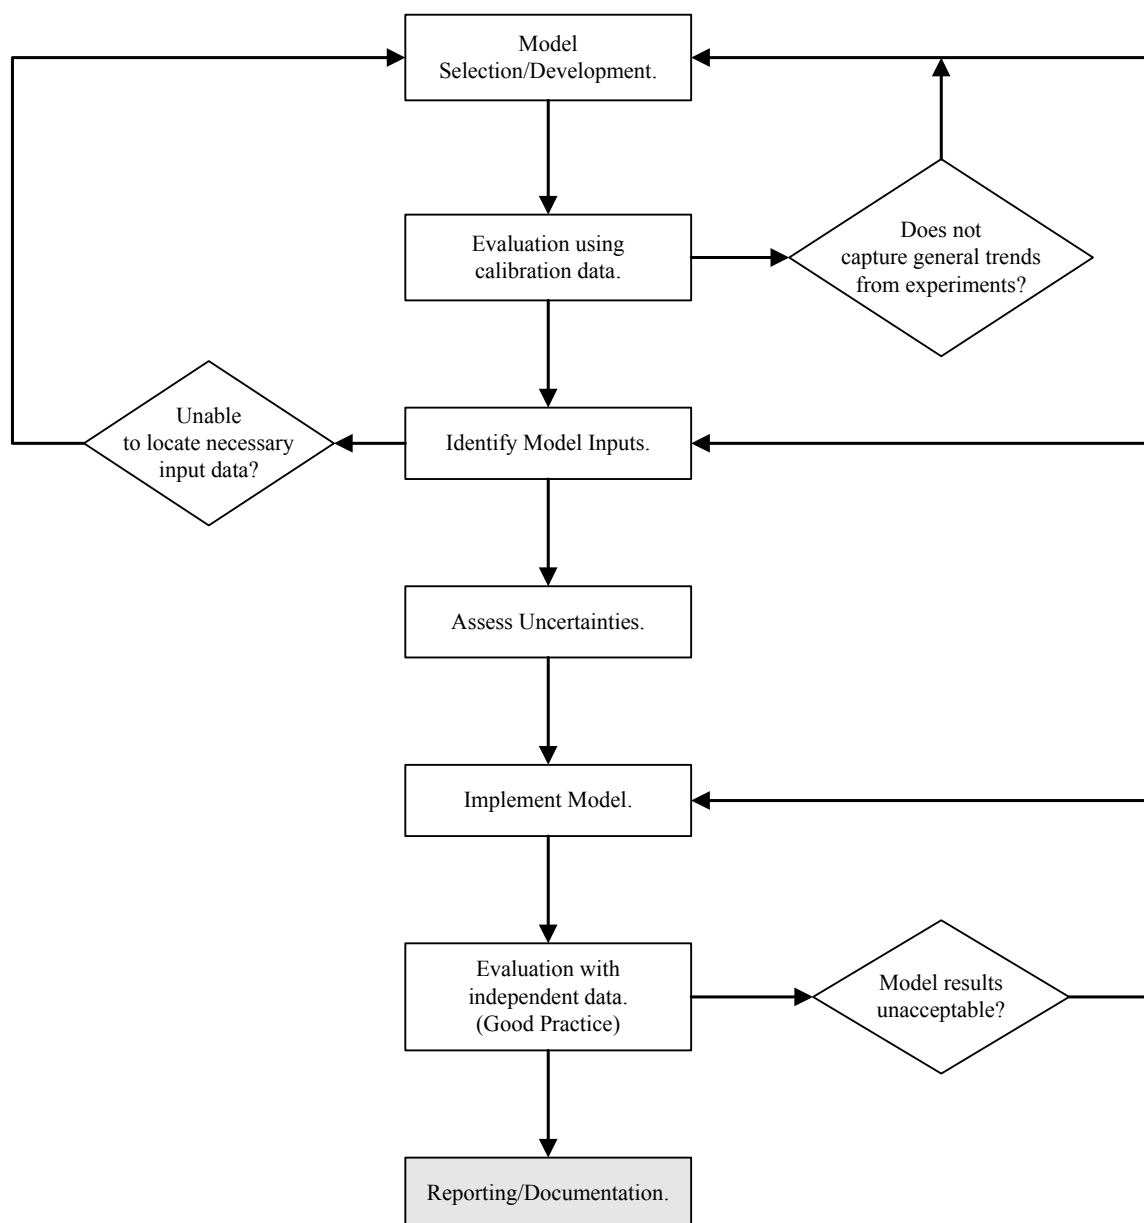 Model
Selection/Development.
Evaluation using
calibration data.
Does not
capture general trends
from experiments?
Unable
to locate necessary
input data?
Identify Model Inputs.
Assess Uncertainties.
Implement Model.
Evaluation with
independent data.
(Good Practice)
Model results
unacceptable?
Reporting/Documentation.